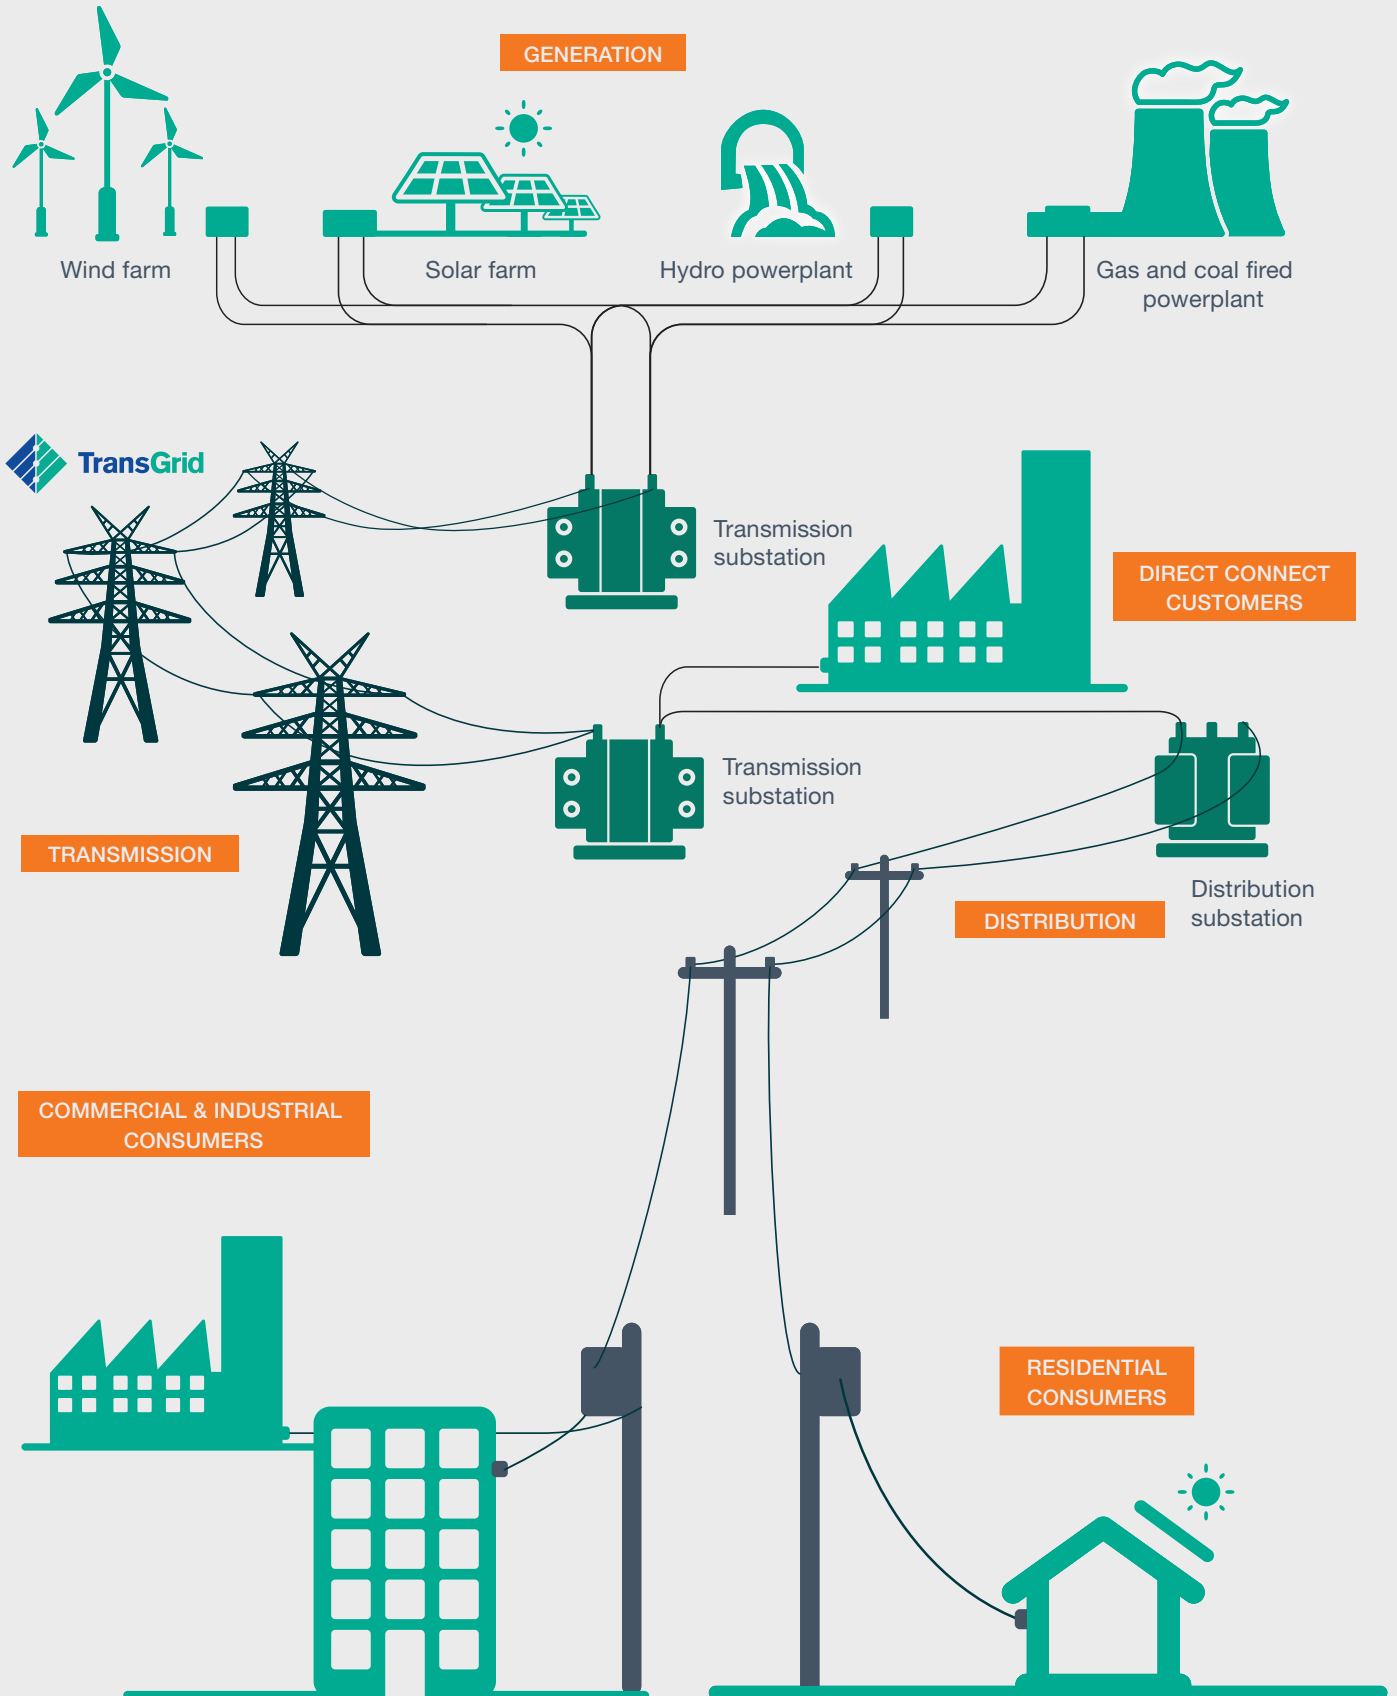 GENERATION
Wind farm
Solar farm
Hydro powerplant
Gas and coal fired
powerplant
TransGrid
Transmission
substation
DIRECT CONNECT
CUSTOMERS
Transmission
substation
TRANSMISSION
Distribution
substation
DISTRIBUTION
COMMERCIAL & INDUSTRIAL
CONSUMERS
RESIDENTIAL
CONSUMERS